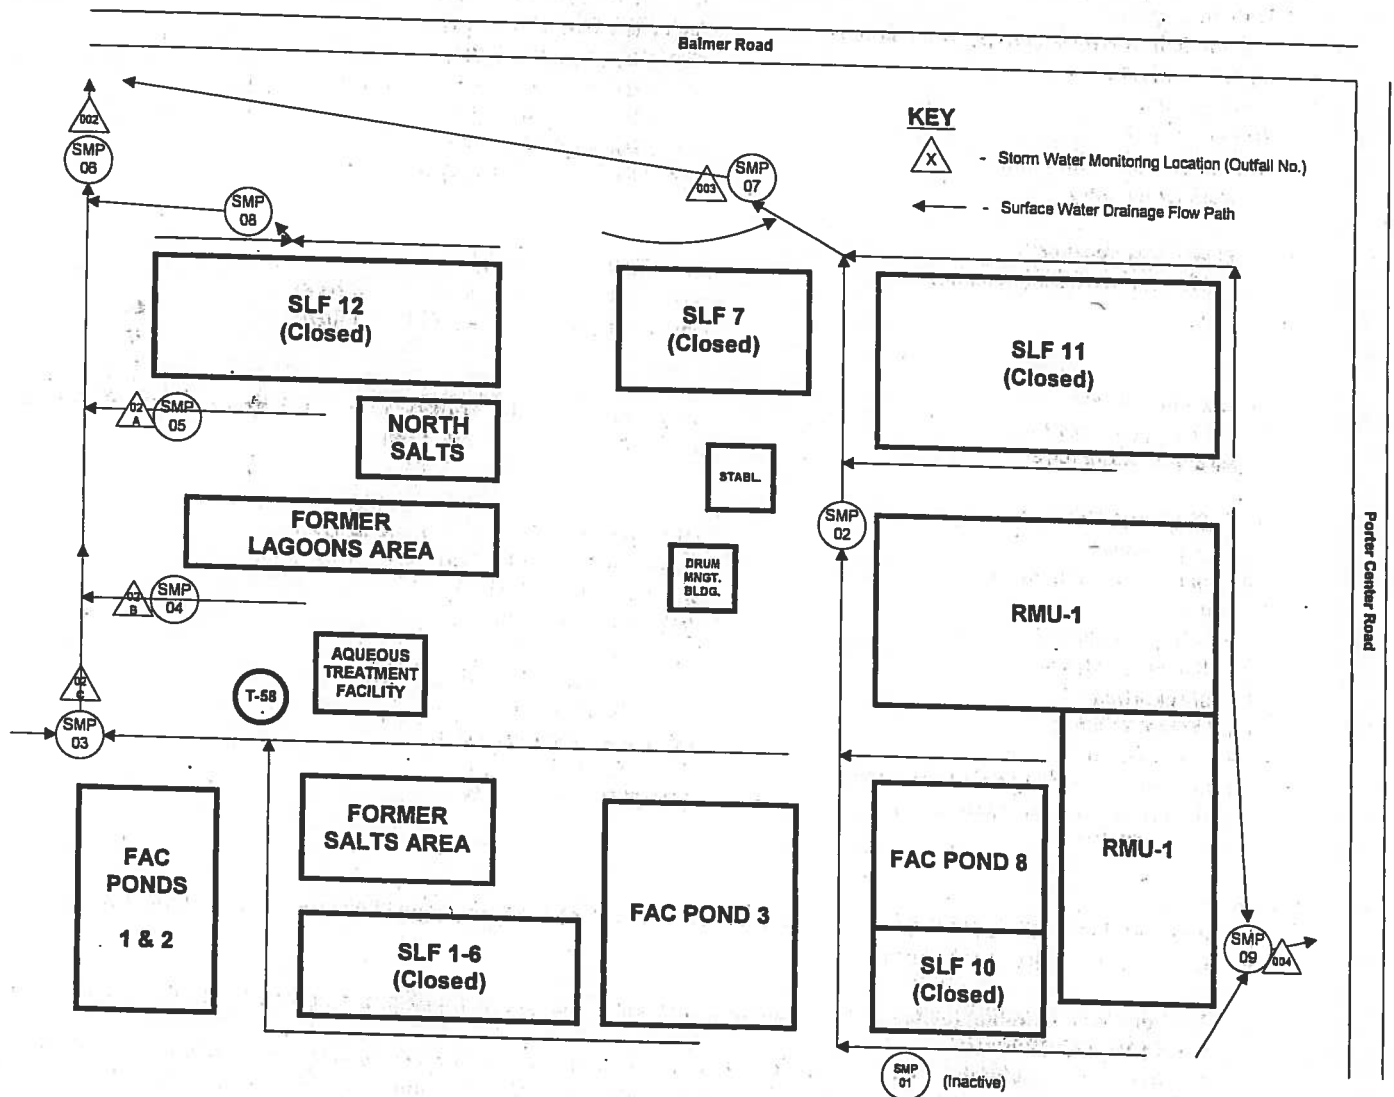 Balmer Road
KEY
X
- Storm Water Monitoring Location (Outfall No.)
- Surface Water Drainage Flow Path
002
SMP
06
SMP
08
003
SMP
07
SLF 12
(Closed)
SLF 7
(Closed)
SLF 11
(Closed)
02
A
SMP
05
NORTH
SALTS
STABL.
FORMER
LAGOONS AREA
SMP
02
DRUM
MNGT.
BLDG.
RMU-1
Porter Center Road
02
B
SMP
04
AQUEOUS
TREATMENT
FACILITY
T-58
02
C
SMP
03
FORMER
SALTS AREA
FAC
PONDS
1 & 2
FAC POND 3
FAC POND 8
RMU-1
SLF 1-6
(Closed)
SLF 10
(Closed)
SMP
09
004
SMP
01
(Inactive)